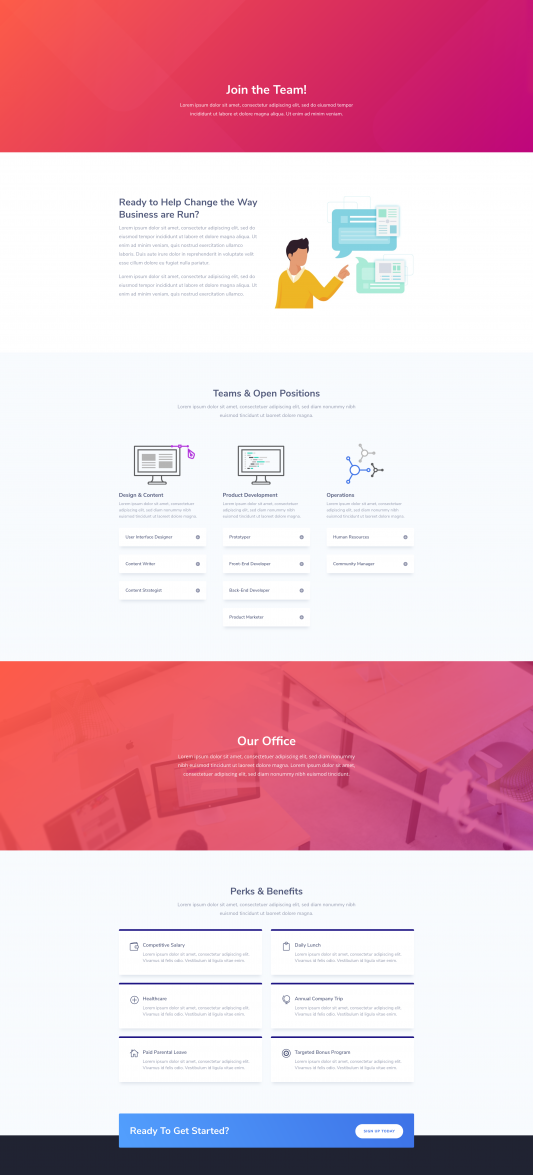 Join the Team!
Lorem ipsum dolor sit amet, consectetur adipiscing elit, sed do eiusmod tempor
incididunt ut labore et dolore magna aliqua. Ut enim ad minim veniam.
Ready to Help Change the Way
Business are Run?
Lorem ipsum dolor sit amet, consectetur adipiscing elit, sed do
eiusmod tempor incididunt ut labore et dolore magna aliqua. Ut
enim ad minim veniam, quis nostrud exercitation ullamco
laboris. Duis aute irure dolor in reprehenderit in voluptate velit
esse cillum dolore eu fugiat nulla pariatur.
Lorem ipsum dolor sit amet, consectetur adipiscing elit, sed do
eiusmod tempor incididunt ut labore et dolore magna aliqua. Ut
enim ad minim veniam, quis nostrud exercitation ullamco.
Teams & Open Positions
Lorem ipsum dolor sit amet, consectetuer adipiscing elit, sed diam nonummy nibh
euismod tincidunt ut laoreet dolore magna.
Design & Content
Lorem ipsum dolor sit amet, consectetuer
adipiscing elit, sed diam nonummy nibh
euismod tincidunt ut laoreet dolore magna.
User Interface Designer
Content Writer
Content Strategist
Product Development
Lorem ipsum dolor sit amet, consectetuer
adipiscing elit, sed diam nonummy nibh
euismod tincidunt ut laoreet dolore magna.
Prototyper
Front-End Developer
Back-End Developer
Product Marketer
Operations
Lorem ipsum dolor sit amet, consectetuer
adipiscing elit, sed diam nonummy nibh
euismod tincidunt ut laoreet dolore magna.
Human Resources
Community Manager
Our Office
Lorem ipsum dolor sit amet, consectetuer adipiscing elit, sed diam nonummy
nibh euismod tincidunt ut laoreet dolore magna. Lorem ipsum dolor sit amet,
consectetuer adipiscing elit, sed diam nonummy nibh euismod tincidunt.
Perks & Benefits
Lorem ipsum dolor sit amet, consectetuer adipiscing elit, sed diam nonummy nibh
euismod tincidunt ut laoreet dolore magna.
Competitive Salary
Lorem ipsum dolor sit amet, consectetur adipiscing elit.
Vivamus id felis odio. Vestibulum id ligula vitae enim.
Daily Lunch
Lorem ipsum dolor sit amet, consectetur adipiscing elit.
Vivamus id felis odio. Vestibulum id ligula vitae enim.
Healthcare
Lorem ipsum dolor sit amet, consectetur adipiscing elit.
Vivamus id felis odio. Vestibulum id ligula vitae enim.
Annual Company Trip
Lorem ipsum dolor sit amet, consectetur adipiscing elit.
Vivamus id felis odio. Vestibulum id ligula vitae enim.
Paid Parental Leave
Lorem ipsum dolor sit amet, consectetur adipiscing elit.
Vivamus id felis odio. Vestibulum id ligula vitae enim.
Targeted Bonus Program
Lorem ipsum dolor sit amet, consectetur adipiscing elit.
Vivamus id felis odio. Vestibulum id ligula vitae enim.
Ready To Get Started?
SIGN UP TODAY